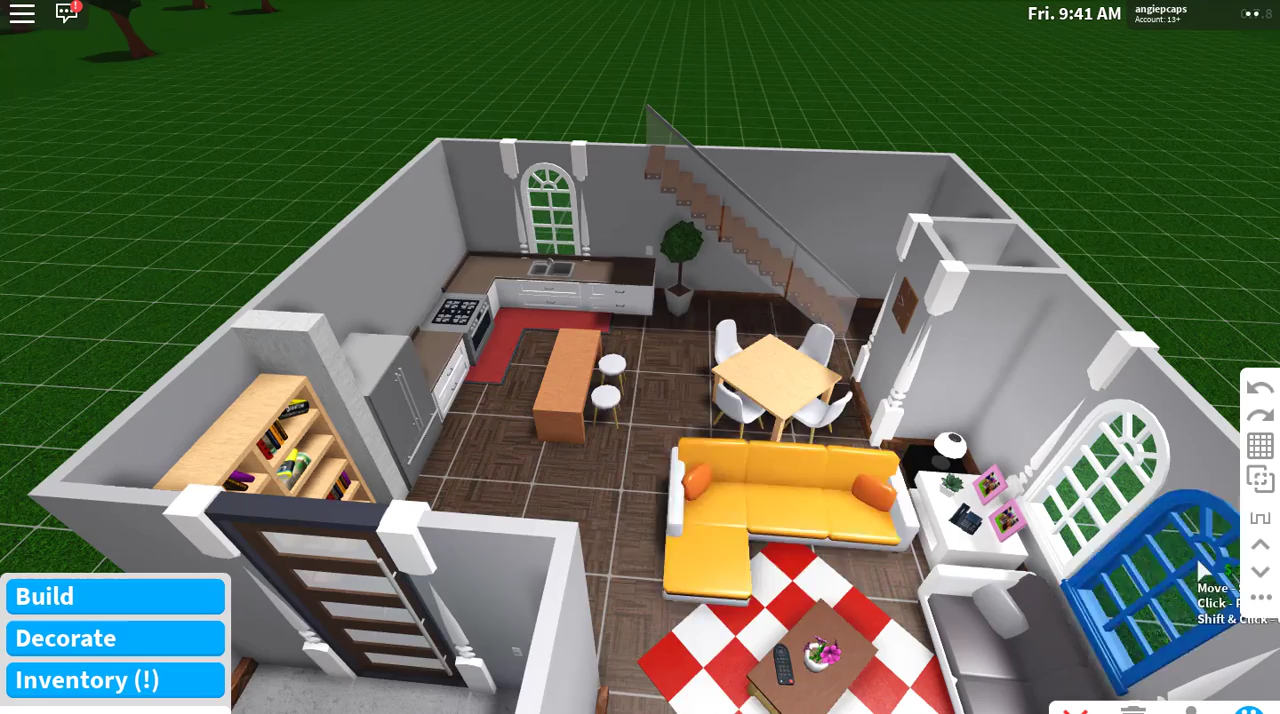 Fri. 9:41 AM
angiepcaps
Account: 13+
Build
Decorate
Inventory (!)
Move -
Click -
Shift & Click -